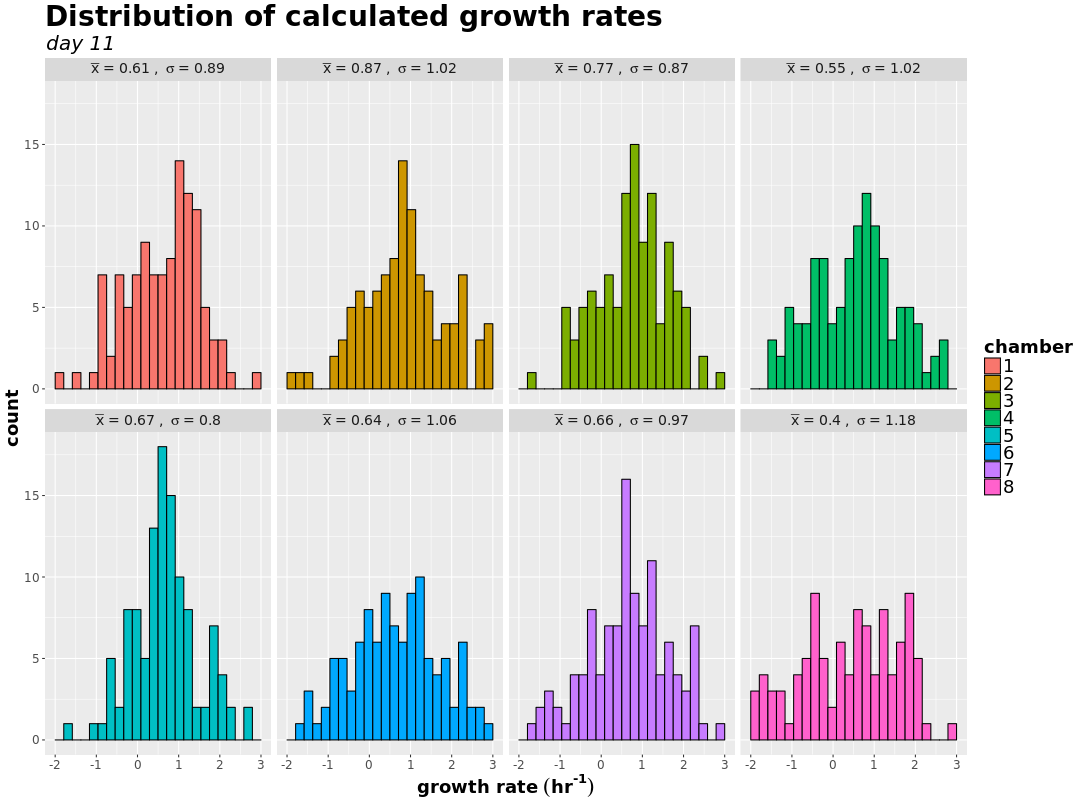 Distribution of calculated growth rates
day 11
x̅ = 0.61 , σ = 0.89
x̅ = 0.87 , σ = 1.02
x̅ = 0.77 , σ = 0.87
x̅ = 0.55 , σ = 1.02
15
10
5
0
x̅ = 0.67 , σ = 0.8
x̅ = 0.64 , σ = 1.06
x̅ = 0.66 , σ = 0.97
x̅ = 0.4 , σ = 1.18
15
10
5
0
-2 -1 0 1 2 3
-2 -1 0 1 2 3
-2 -1 0 1 2 3
-2 -1 0 1 2 3
growth rate (hr⁻¹)
count
chamber
1
2
3
4
5
6
7
8